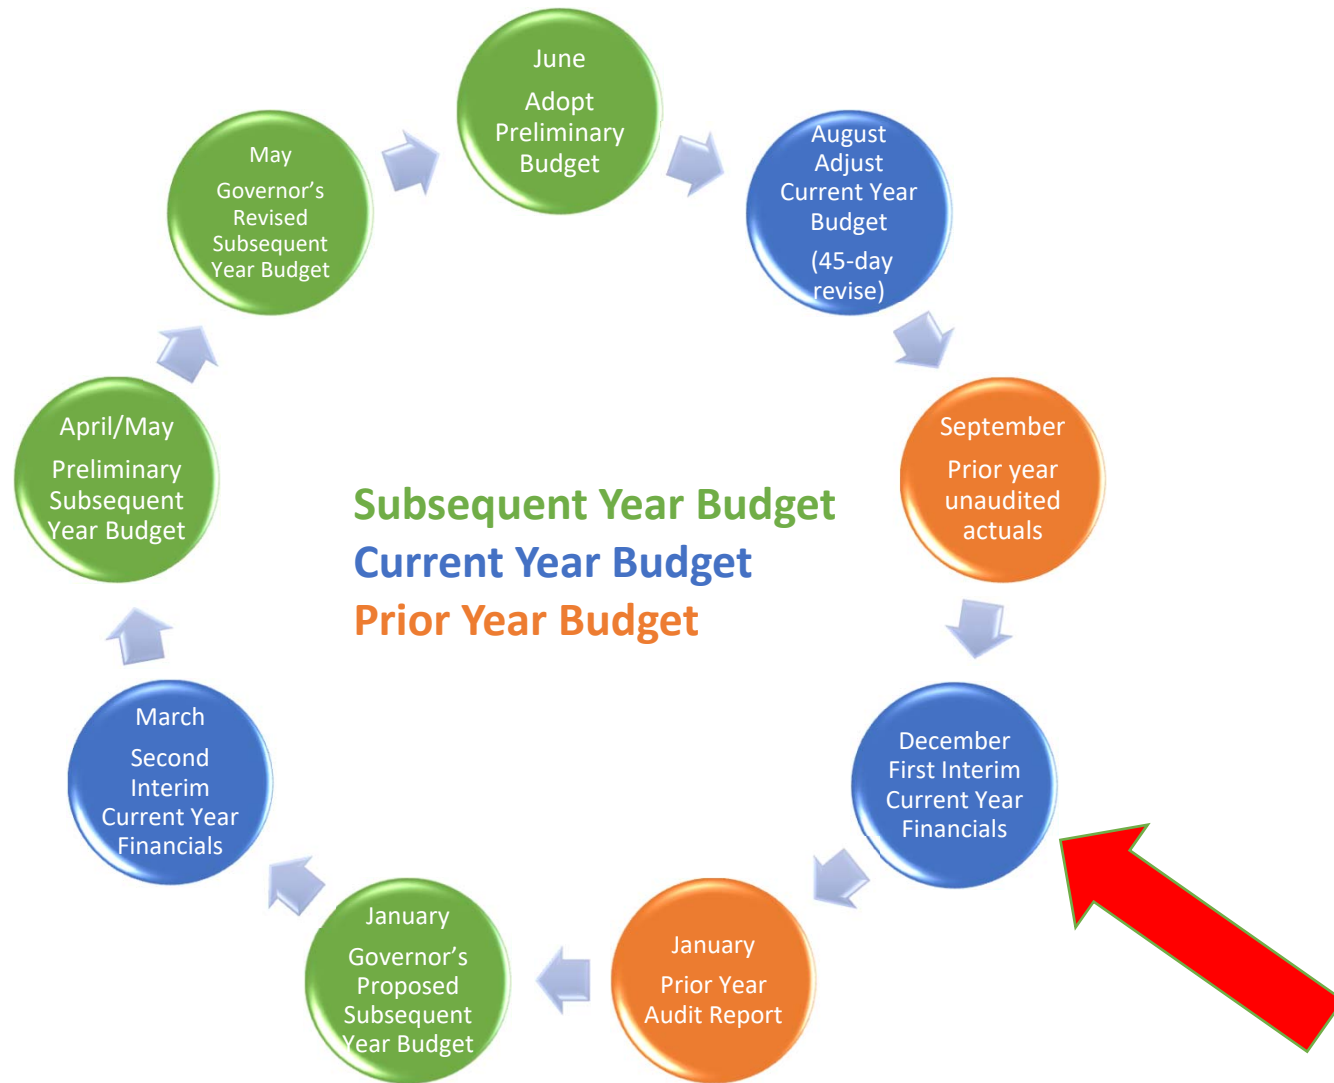 June
Adopt
Preliminary
Budget
August
Adjust
Current Year
Budget
(45-day
revise)
September
Prior year
unaudited
actuals
December
First Interim
Current Year
Financials
January
Prior Year
Audit Report
January
Governor’s
Proposed
Subsequent
Year Budget
March
Second
Interim
Current Year
Financials
April/May
Preliminary
Subsequent
Year Budget
May
Governor’s
Revised
Subsequent
Year Budget
Subsequent Year Budget
Current Year Budget
Prior Year Budget